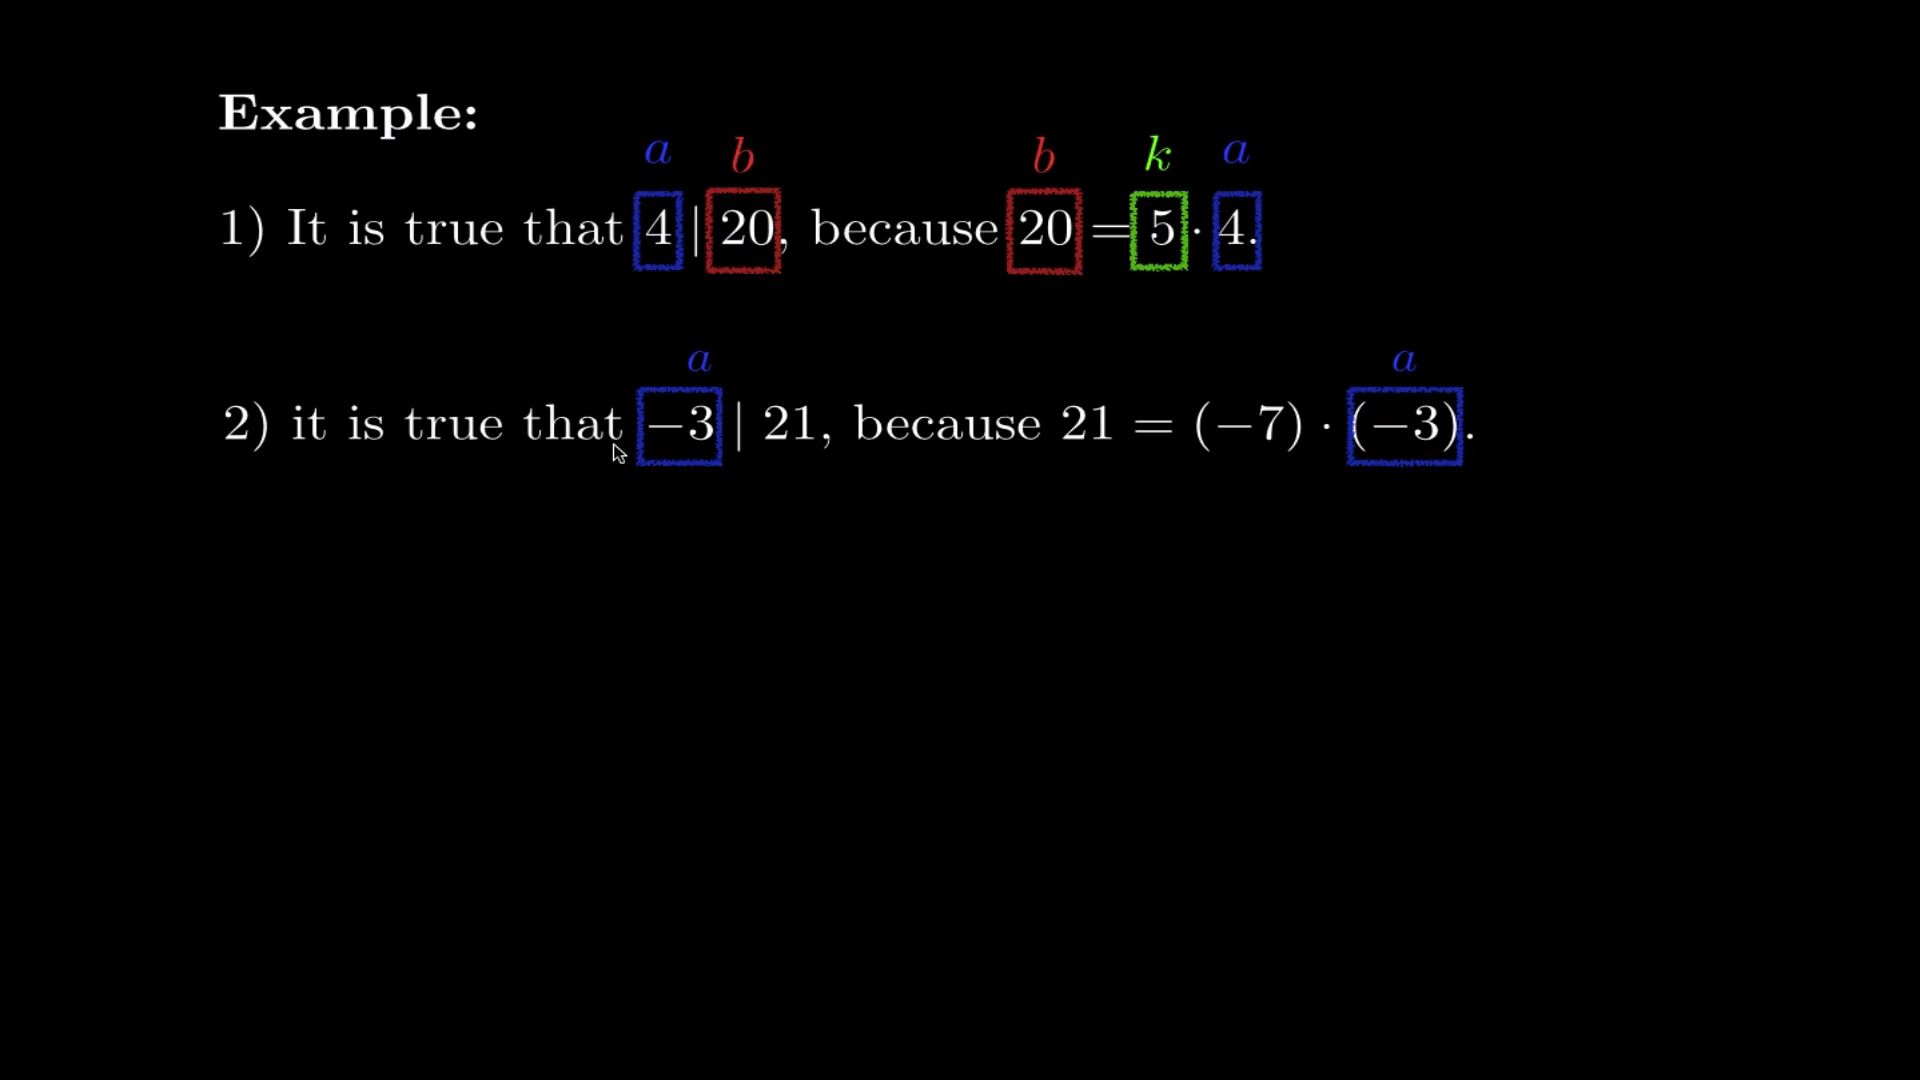 Example:
a b b k a
1) It is true that 4 | 20, because 20 = 5 · 4.
a a
2) it is true that −3 | 21, because 21 = (−7) · (−3).